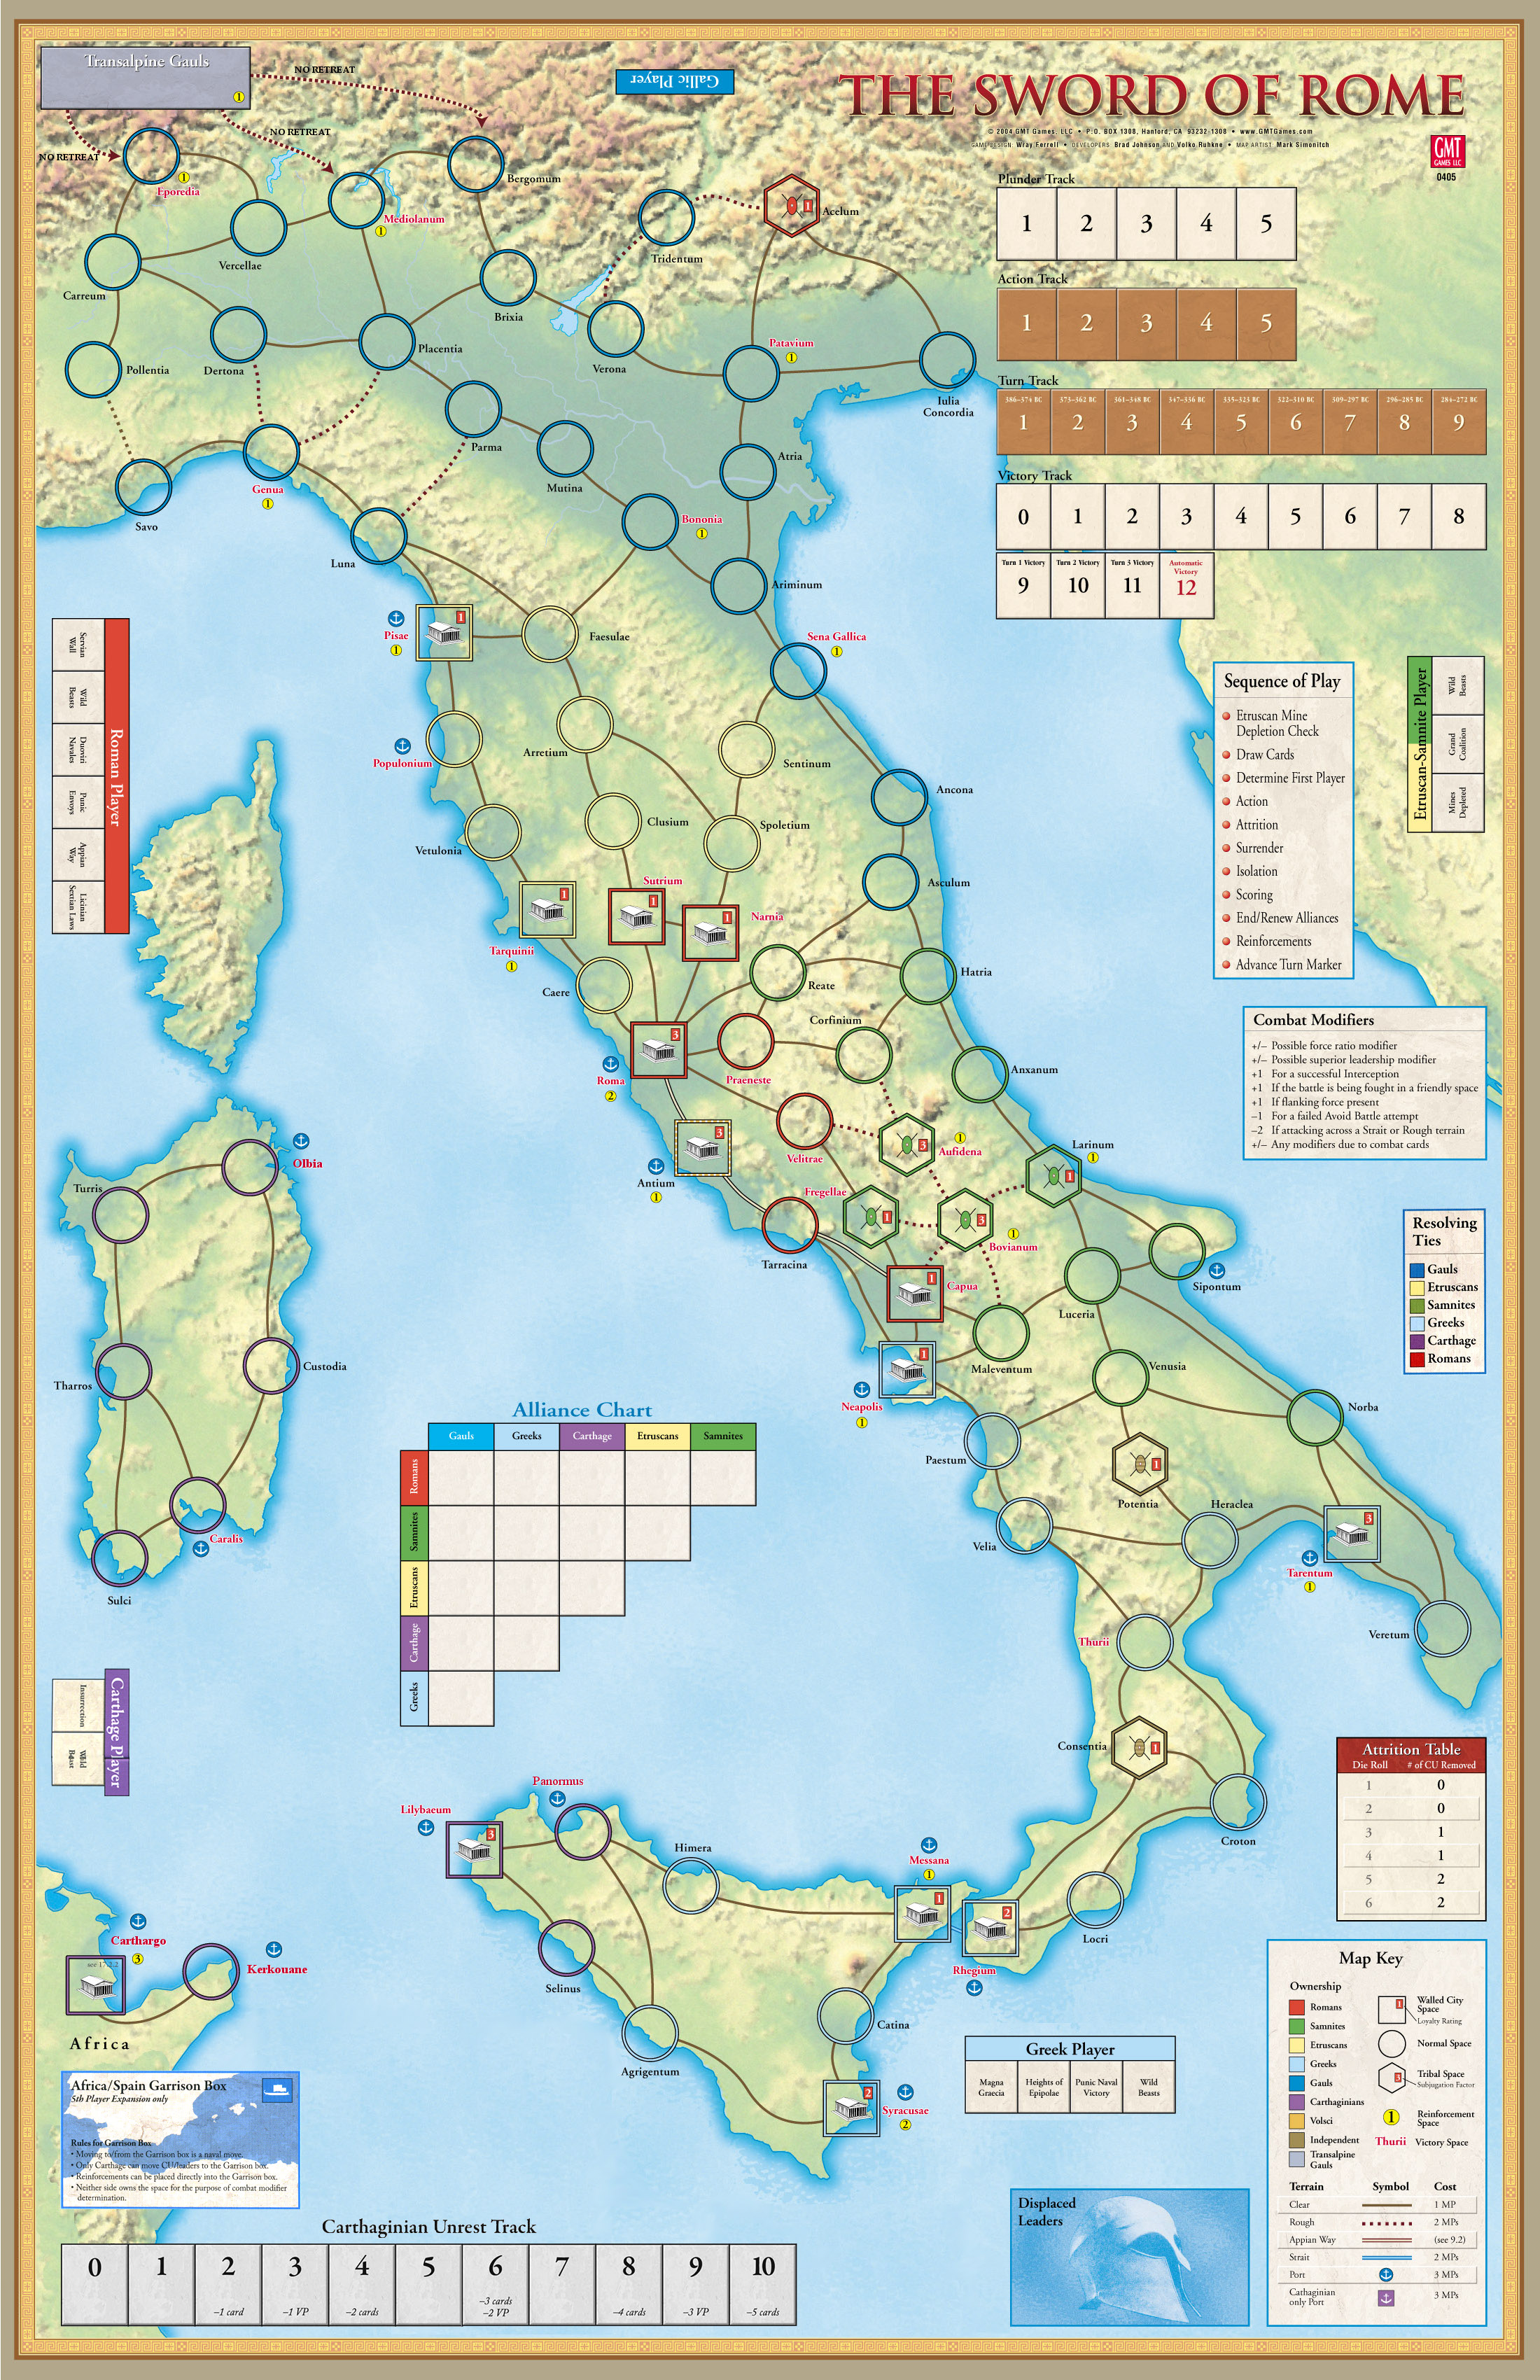 Transalpine Gauls
1
NO RETREAT
NO RETREAT
NO RETREAT
Gallic Player
THE SWORD OF ROME
© 2004 GMT Games, LLC • P.O. BOX 1308, Hanford, CA 93232-1308 • www.GMTGames.com
GAME DESIGN Wray Ferrell • DEVELOPERS Brad Johnson AND Volko Ruhnke • MAP ARTIST Mark Simonitch
GMT
GAMES LLC
0405
Plunder Track
1 2 3 4 5
Action Track
1 2 3 4 5
Turn Track
386–374 BC 373–362 BC 361–348 BC 347–336 BC 335–323 BC 322–310 BC 309–297 BC 296–285 BC 284–272 BC
1 2 3 4 5 6 7 8 9
Victory Track
0 1 2 3 4 5 6 7 8
Turn 1 Victory Turn 2 Victory Turn 3 Victory Automatic Victory
9 10 11 12
Eporedia
1
Bergomum
Mediolanum
1
Vercellae
Carreum
Tridentum
Acelum
1
Brixia
Verona
Patavium
1
Iulia
Concordia
Placentia
Dertona
Pollentia
Parma
Mutina
Atria
Genua
1
Savo
Bononia
1
Luna
Ariminum
Pisae
1
1
Faesulae
Sena Gallica
1
Populonium
Arretium
Sentinum
Ancona
Vetulonia
Clusium
Spoletium
Asculum
Tarquinii
1
1
Sutrium
1
Narnia
1
Caere
Reate
Hatria
Corfinium
Roma
2
3
Praeneste
Anxanum
Velitrae
Aufidena
1
3
Larinum
1
1
Antium
1
3
Fregellae
1
Bovianum
1
3
Tarracina
Capua
1
Sipontum
Luceria
Maleventum
Neapolis
1
1
Venusia
Norba
Paestum
Potentia
1
Heraclea
Velia
Tarentum
1
3
Veretum
Thurii
Consentia
1
Croton
Locri
Rhegium
2
Messana
1
1
Panormus
Lilybaeum
3
Himera
Selinus
Agrigentum
Catina
Syracusae
2
2
Olbia
Turris
Custodia
Tharros
Caralis
Sulci
Carthargo
3
see 17.2.2
Kerkouane
Africa
Roman Player
Servian Wall
Wild Beasts
Duoviri Navales
Punic Envoys
Appian Way
Licinian Sextian Laws
Etruscan-Samnite Player
Wild Beasts
Grand Coalition
Mines Depleted
Sequence of Play
Etruscan Mine
Depletion Check
Draw Cards
Determine First Player
Action
Attrition
Surrender
Isolation
Scoring
End/Renew Alliances
Reinforcements
Advance Turn Marker
Combat Modifiers
+/– Possible force ratio modifier
+/– Possible superior leadership modifier
+1 For a successful Interception
+1 If the battle is being fought in a friendly space
+1 If flanking force present
–1 For a failed Avoid Battle attempt
–2 If attacking across a Strait or Rough terrain
+/– Any modifiers due to combat cards
Resolving
Ties
Gauls
Etruscans
Samnites
Greeks
Carthage
Romans
Alliance Chart
Gauls Greeks Carthage Etruscans Samnites
Romans
Samnites
Etruscans
Carthage
Greeks
Carthage Player
Insurrection
Attrition Table
Die Roll # of CU Removed
1 0
2 0
3 1
4 1
5 2
6 2
Greek Player
Magna Graecia
Heights of Epipolae
Punic Naval Victory
Wild Beasts
Map Key
Ownership
Romans
Samnites
Etruscans
Greeks
Gauls
Carthaginians
Volsci
Independent
Transalpine
Gauls
1
Walled City
Space
Loyalty Rating
Normal Space
3
Tribal Space
Subjugation Factor
1
Reinforcement
Space
Thurii Victory Space
Terrain Symbol Cost
Clear 1 MP
Rough 2 MPs
Appian Way (see 9.2)
Strait 2 MPs
Port 3 MPs
Cathaginian
only Port 3 MPs
Africa/Spain Garrison Box
5th Player Expansion only
Rules for Garrison Box
• Moving to/from the Garrison box is a naval move.
• Only Carthage can move CU/leaders to the Garrison box.
• Reinforcements can be placed directly into the Garrison box.
• Neither side owns the space for the purpose of combat modifier
determination.
Displaced
Leaders
Carthaginian Unrest Track
0 1 2 3 4 5 6 7 8 9 10
–1 card –1 VP –2 cards –3 cards –2 VP –4 cards –3 VP –5 cards